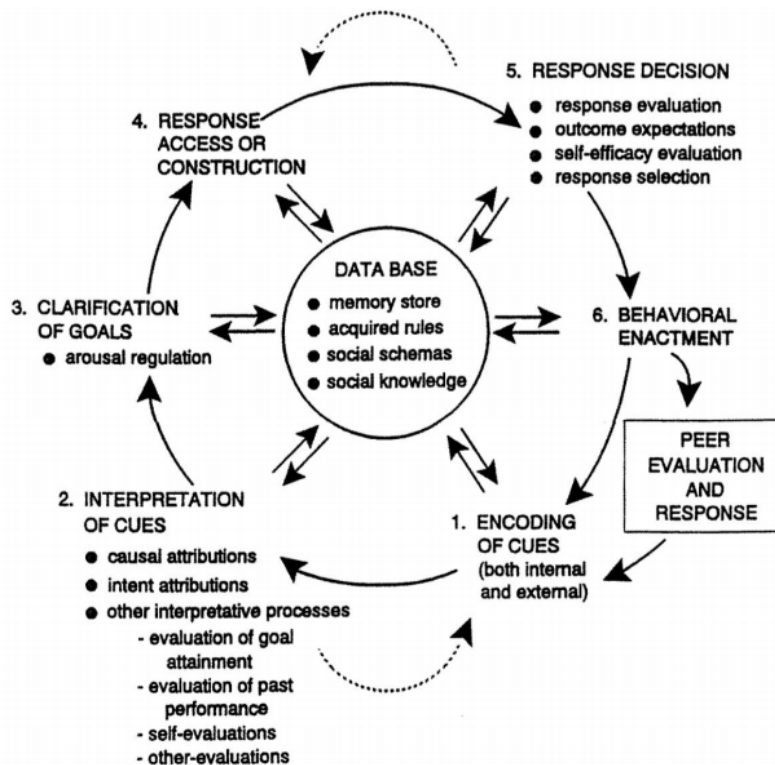 5. RESPONSE DECISION
● response evaluation
● outcome expectations
● self-efficacy evaluation
● response selection
4. RESPONSE
ACCESS OR
CONSTRUCTION
DATA BASE
● memory store
● acquired rules
● social schemas
● social knowledge
3. CLARIFICATION
OF GOALS
● arousal regulation
6. BEHAVIORAL
ENACTMENT
PEER
EVALUATION
AND
RESPONSE
2. INTERPRETATION
OF CUES
● causal attributions
● intent attributions
● other interpretative processes
- evaluation of goal
attainment
- evaluation of past
performance
- self-evaluations
- other-evaluations
1. ENCODING
OF CUES
(both internal
and external)